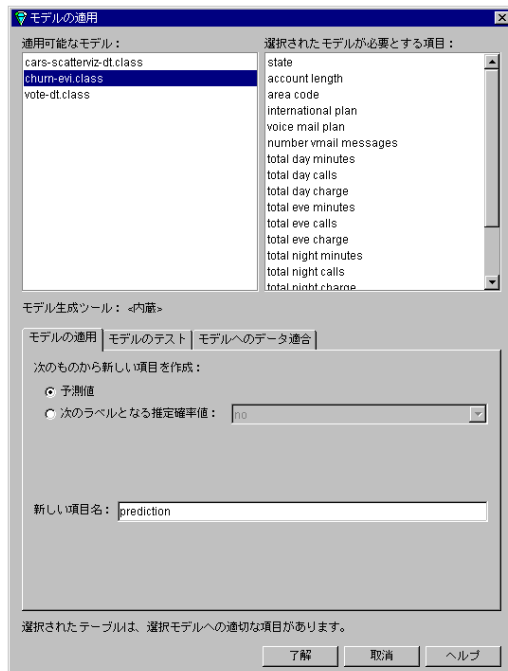 モデルの適用
適用可能なモデル：
選択されたモデルが必要とする項目：
cars-scatterviz-dt.class
churn-evi.class
vote-dt.class
state
account length
area code
international plan
voice mail plan
number vmail messages
total day minutes
total day calls
total day charge
total eve minutes
total eve calls
total eve charge
total night minutes
total night calls
total night charge
モデル生成ツール： <内蔵>
モデルの適用 モデルのテスト モデルへのデータ適合
次のものから新しい項目を作成：
予測値
次のラベルとなる推定確率値： no
新しい項目名： prediction
選択されたテーブルは、選択モデルへの適切な項目があります。
了解 取消 ヘルプ